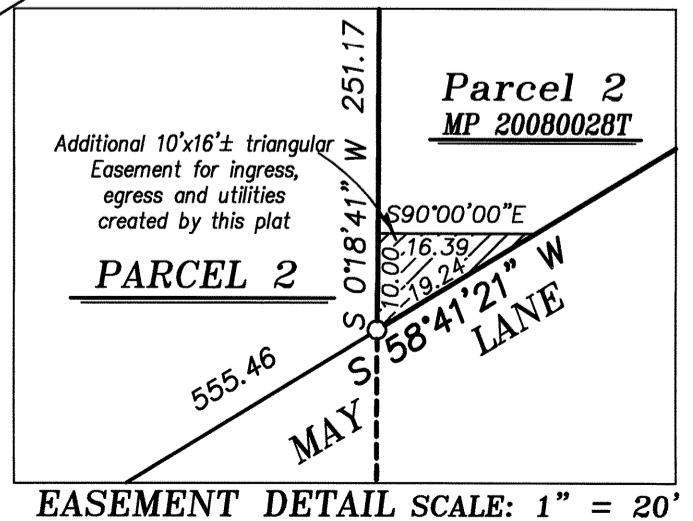 S 0°18'41" W 251.17
Parcel 2
MP 20080028T
Additional 10'x16'± triangular
Easement for ingress,
egress and utilities
created by this plat
S90°00'00"E
PARCEL 2
10.00
16.39
19.24
S 58°41'21" W
555.46
MAY LANE
EASEMENT DETAIL SCALE: 1" = 20'